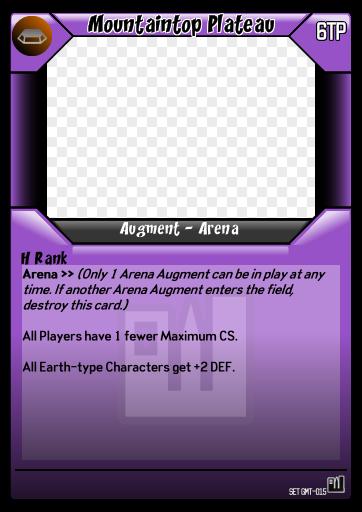 Mountaintop Plateau
6TP
Augment - Arena
H Rank
Arena >> (Only 1 Arena Augment can be in play at any
time. If another Arena Augment enters the field,
destroy this card.)
All Players have 1 fewer Maximum CS.
All Earth-type Characters get +2 DEF.
SET GMT-015